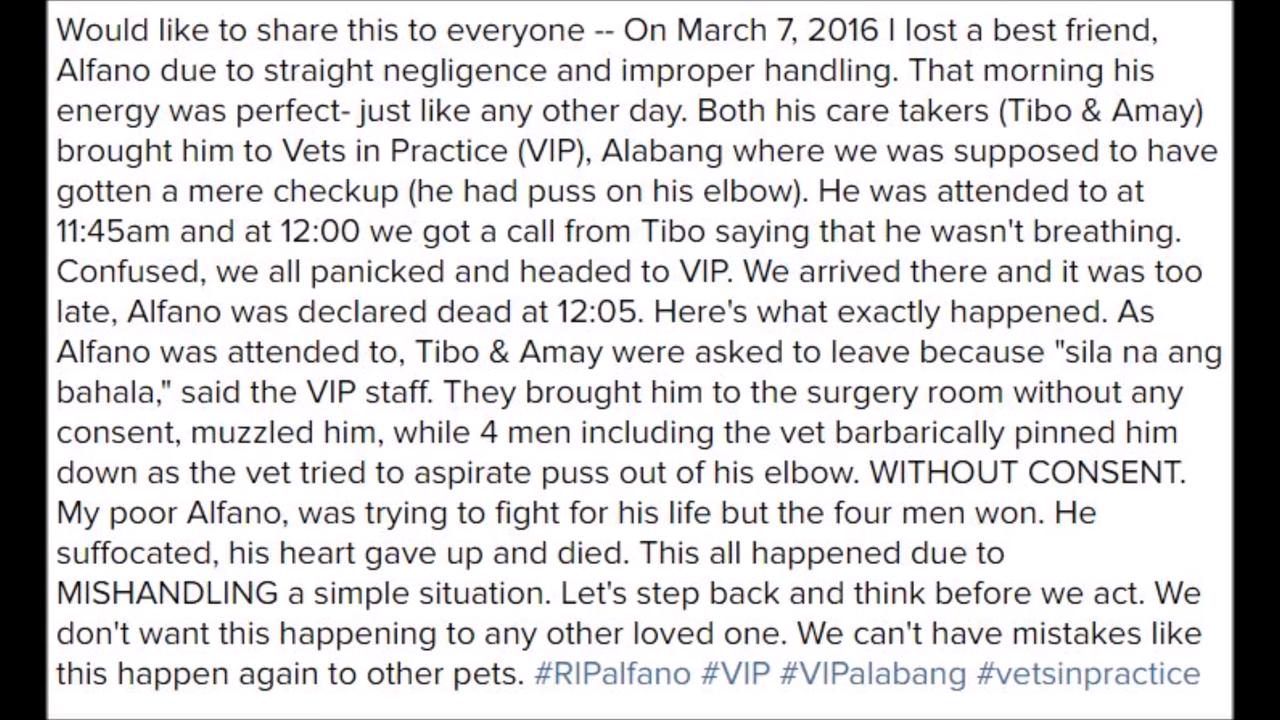 Would like to share this to everyone -- On March 7, 2016 I lost a best friend,
Alfano due to straight negligence and improper handling. That morning his
energy was perfect- just like any other day. Both his care takers (Tibo & Amay)
brought him to Vets in Practice (VIP), Alabang where we was supposed to have
gotten a mere checkup (he had puss on his elbow). He was attended to at
11:45am and at 12:00 we got a call from Tibo saying that he wasn't breathing.
Confused, we all panicked and headed to VIP. We arrived there and it was too
late, Alfano was declared dead at 12:05. Here's what exactly happened. As
Alfano was attended to, Tibo & Amay were asked to leave because "sila na ang
bahala," said the VIP staff. They brought him to the surgery room without any
consent, muzzled him, while 4 men including the vet barbarically pinned him
down as the vet tried to aspirate puss out of his elbow. WITHOUT CONSENT.
My poor Alfano, was trying to fight for his life but the four men won. He
suffocated, his heart gave up and died. This all happened due to
MISHANDLING a simple situation. Let's step back and think before we act. We
don't want this happening to any other loved one. We can't have mistakes like
this happen again to other pets. #RIPalfano #VIP #VIPalabang #vetsinpractice